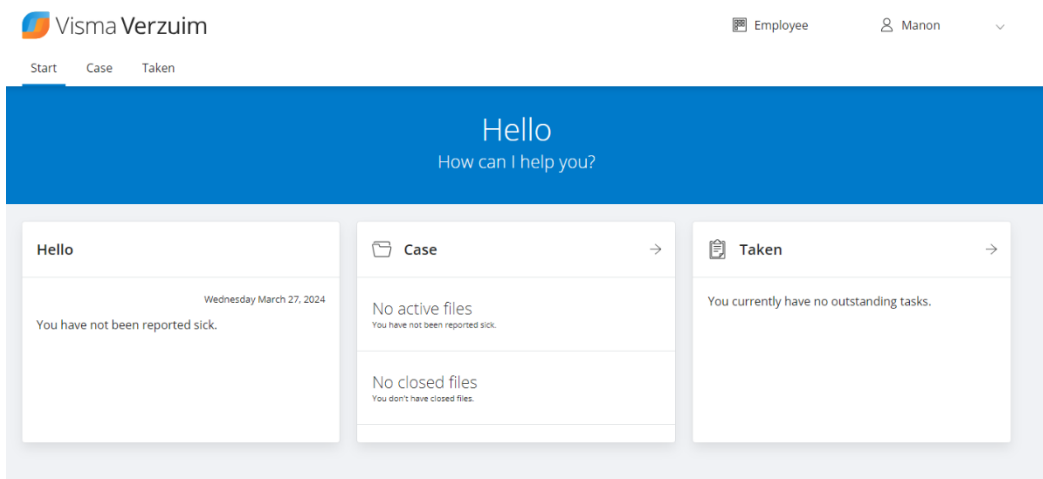 Visma Verzuim
Employee
Manon
Start
Case
Taken
Hello
How can I help you?
Hello
Wednesday March 27, 2024
You have not been reported sick.
Case
No active files
You have not been reported sick.
No closed files
You don't have closed files.
Taken
You currently have no outstanding tasks.